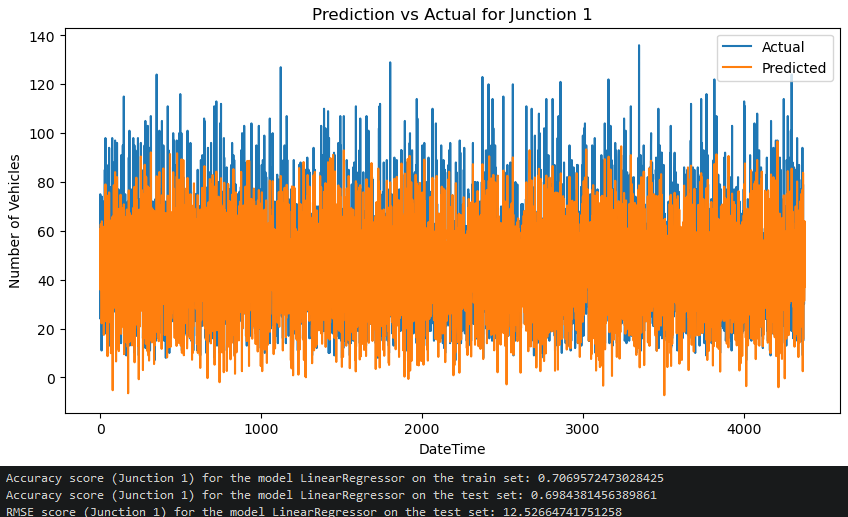 Prediction vs Actual for Junction 1
140
120
100
80
60
40
20
0
Number of Vehicles
Actual
Predicted
0
1000
2000
3000
4000
DateTime
Accuracy score (Junction 1) for the model LinearRegressor on the train set: 0.7069572473028425
Accuracy score (Junction 1) for the model LinearRegressor on the test set: 0.6984381456389861
RMSE score (Junction 1) for the model LinearRegressor on the test set: 12.52664741751258